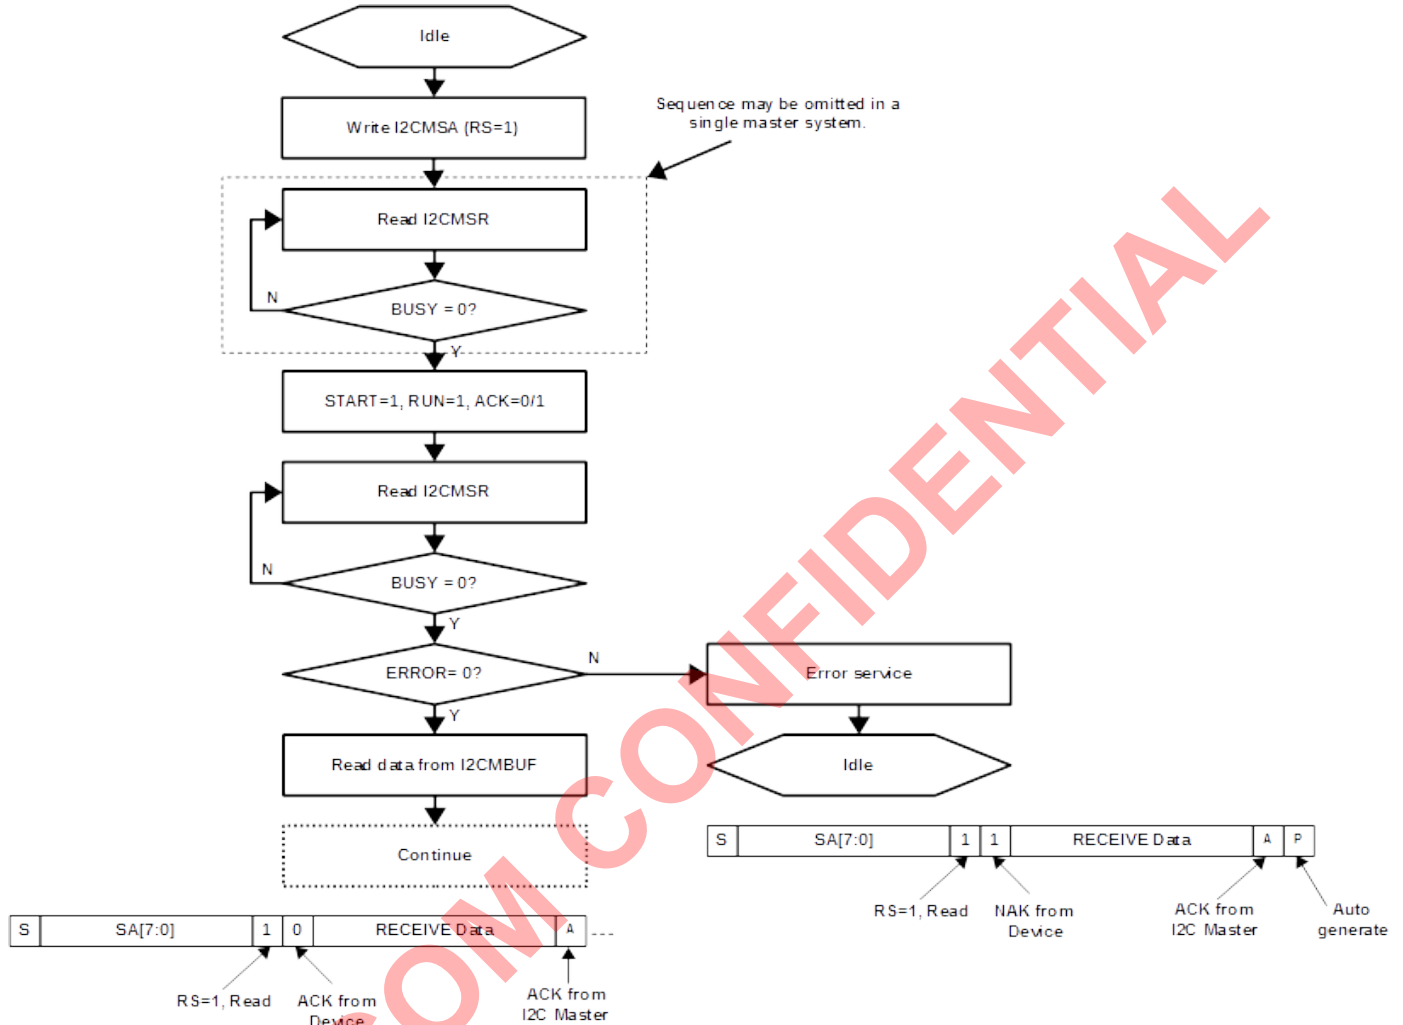 Idle
Write I2CMSA (RS=1)
Sequence may be omitted in a
single master system.
Read I2CMSR
BUSY = 0?
N
Y
START=1, RUN=1, ACK=0/1
Read I2CMSR
BUSY = 0?
N
Y
ERROR= 0?
N
Error service
Y
Read data from I2CMBUF
Idle
Continue
S SA[7:0] 1 1 RECEIVE Data A P
RS=1, Read
NAK from
Device
ACK from
I2C Master
Auto
generate
S SA[7:0] 1 0 RECEIVE Data A
RS=1, Read
ACK from
Device
ACK from
I2C Master
COM CONFIDENTIAL